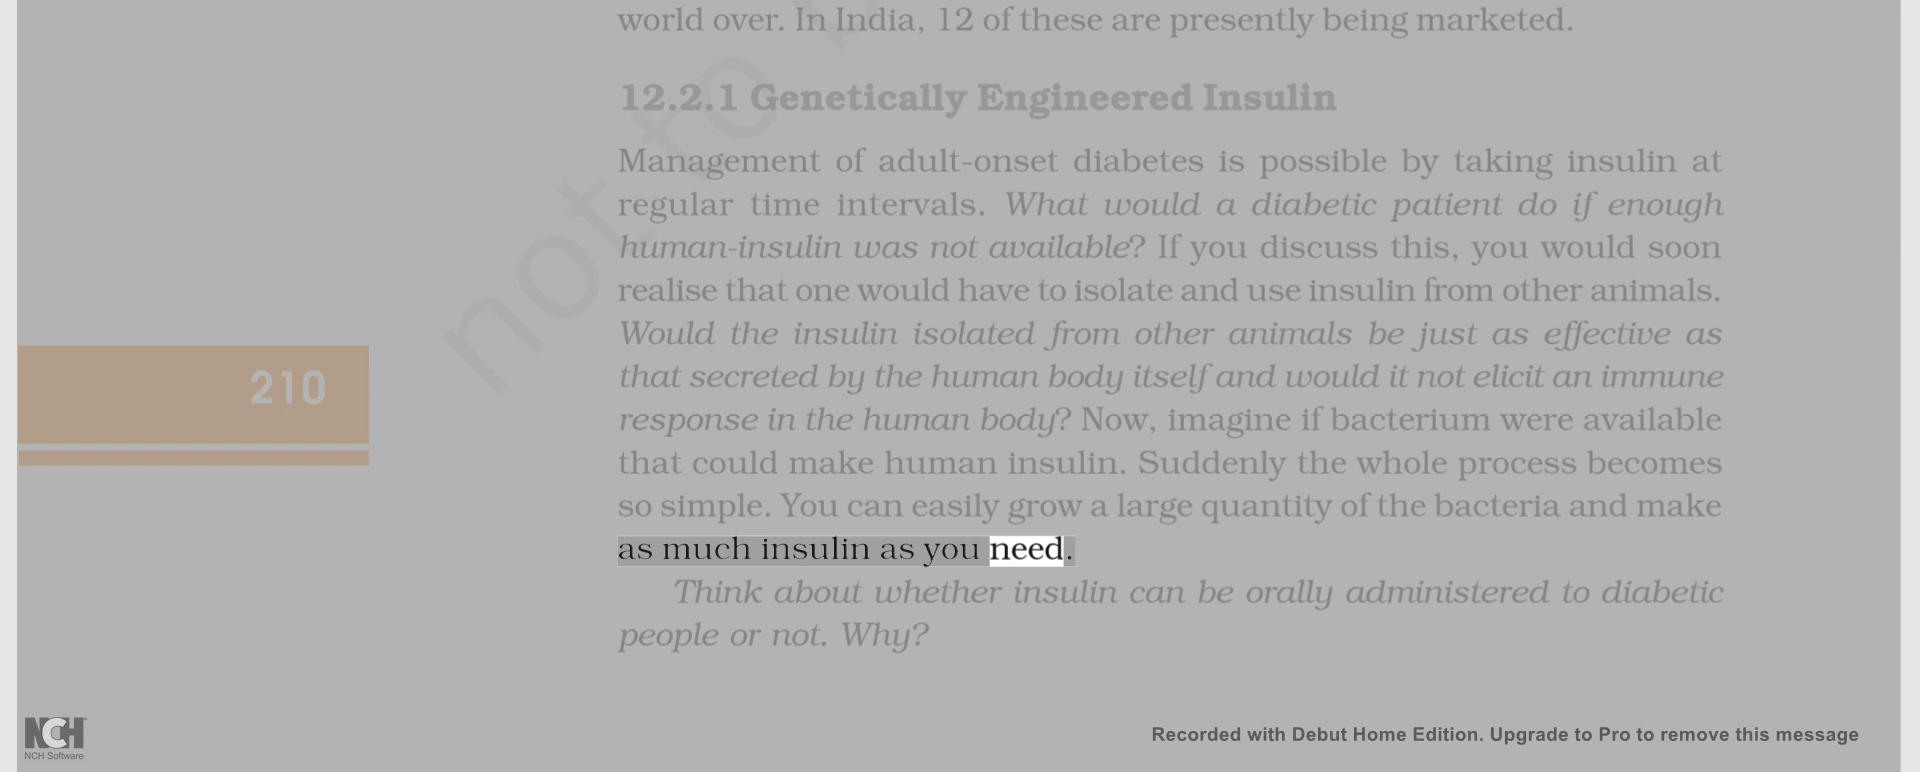 world over. In India, 12 of these are presently being marketed.
12.2.1 Genetically Engineered Insulin
Management of adult-onset diabetes is possible by taking insulin at
regular time intervals. What would a diabetic patient do if enough
human-insulin was not available? If you discuss this, you would soon
realise that one would have to isolate and use insulin from other animals.
Would the insulin isolated from other animals be just as effective as
that secreted by the human body itself and would it not elicit an immune
response in the human body? Now, imagine if bacterium were available
that could make human insulin. Suddenly the whole process becomes
so simple. You can easily grow a large quantity of the bacteria and make
as much insulin as you need.
Think about whether insulin can be orally administered to diabetic
people or not. Why?
210
not to
NCH
NCH Software
Recorded with Debut Home Edition. Upgrade to Pro to remove this message